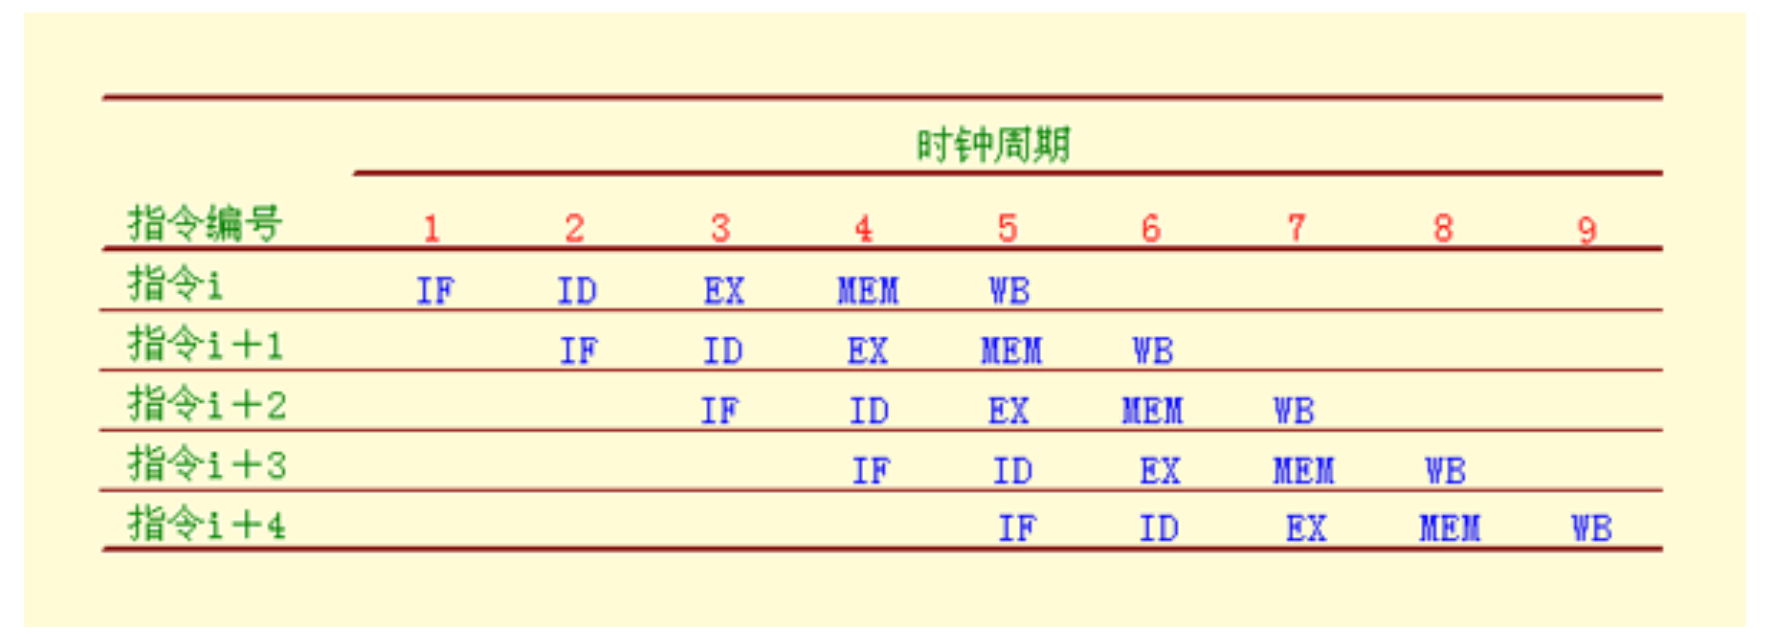 时钟周期
指令编号 1 2 3 4 5 6 7 8 9
指令i IF ID EX MEM WB
指令i+1 IF ID EX MEM WB
指令i+2 IF ID EX MEM WB
指令i+3 IF ID EX MEM WB
指令i+4 IF ID EX MEM WB